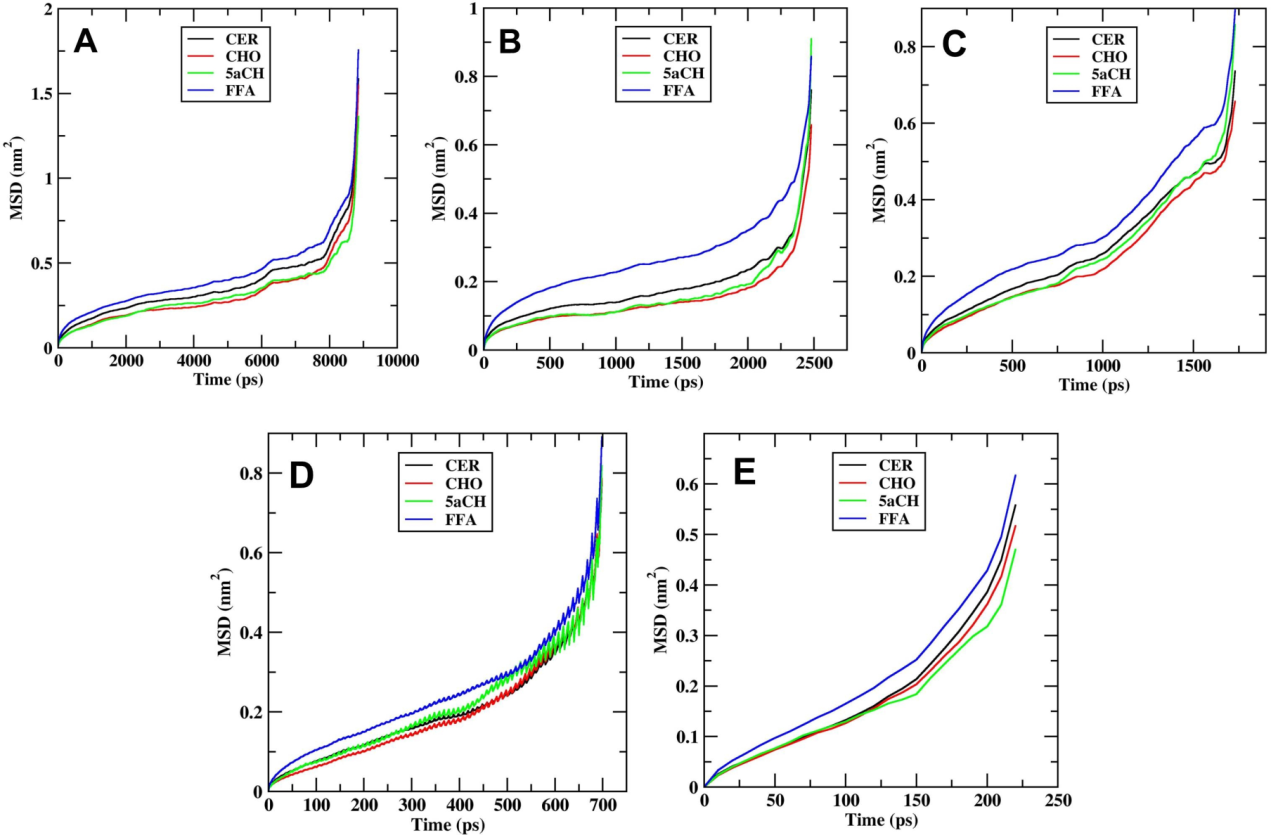 A
CER
CHO
5aCH
FFA
MSD (nm2)
2
1.5
1
0.5
0
0 2000 4000 6000 8000 10000
Time (ps)
B
CER
CHO
5aCH
FFA
MSD (nm2)
1
0.8
0.6
0.4
0.2
0
0 500 1000 1500 2000 2500
Time (ps)
C
CER
CHO
5aCH
FFA
MSD (nm2)
0.8
0.6
0.4
0.2
0
0 500 1000 1500
Time (ps)
D
CER
CHO
5aCH
FFA
MSD (nm2)
0.8
0.6
0.4
0.2
0
0 100 200 300 400 500 600 700
Time (ps)
E
CER
CHO
5aCH
FFA
MSD (nm2)
0.6
0.5
0.4
0.3
0.2
0.1
0
0 50 100 150 200 250
Time (ps)